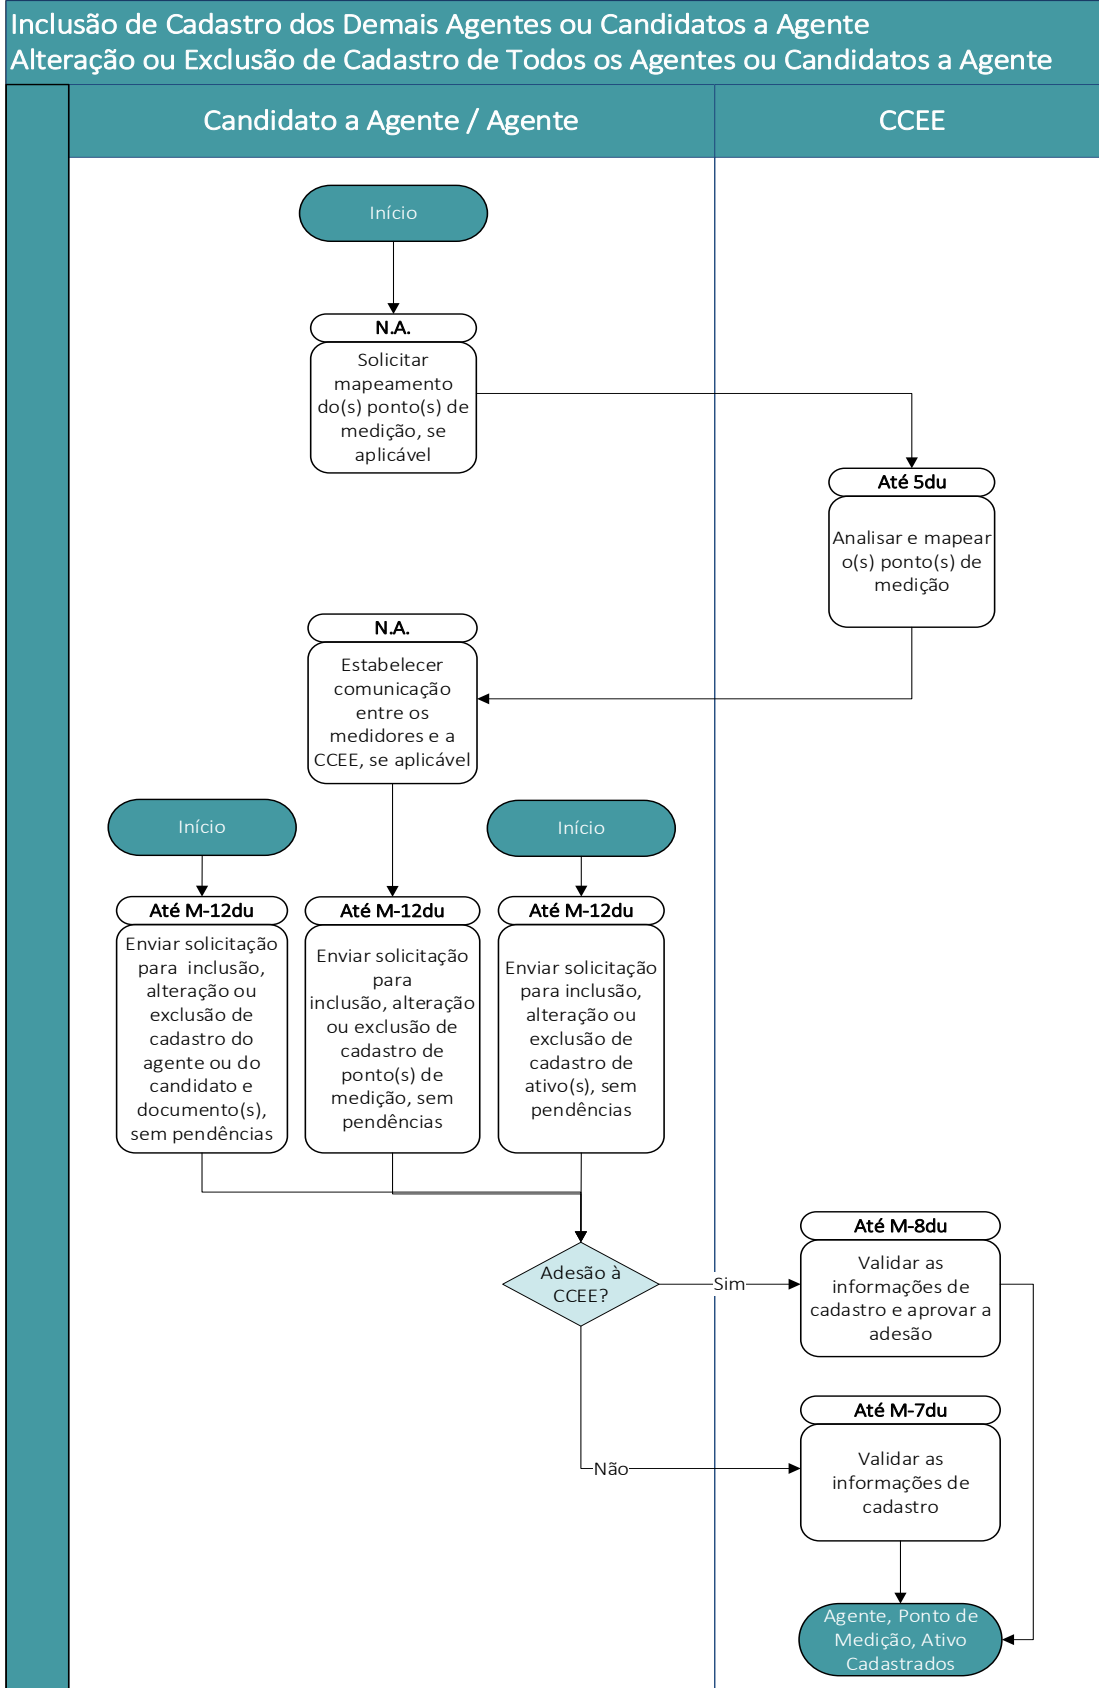 Inclusão de Cadastro dos Demais Agentes ou Candidatos a Agente
Alteração ou Exclusão de Cadastro de Todos os Agentes ou Candidatos a Agente
Candidato a Agente / Agente
CCEE
Início
N.A.
Solicitar
mapeamento
do(s) ponto(s) de
medição, se
aplicável
Até 5du
Analisar e mapear
o(s) ponto(s) de
medição
N.A.
Estabelecer
comunicação
entre os
medidores e a
CCEE, se aplicável
Início
Início
Até M-12du
Enviar solicitação
para inclusão,
alteração ou
exclusão de
cadastro do
agente ou do
candidato e
documento(s),
sem pendências
Até M-12du
Enviar solicitação
para
inclusão, alteração
ou exclusão de
cadastro de
ponto(s) de
medição, sem
pendências
Até M-12du
Enviar solicitação
para inclusão,
alteração ou
exclusão de
cadastro de
ativo(s), sem
pendências
Adesão à
CCEE?
Sim
Até M-8du
Validar as
informações de
cadastro e aprovar a
adesão
Não
Até M-7du
Validar as
informações de
cadastro
Agente, Ponto de
Medição, Ativo
Cadastrados